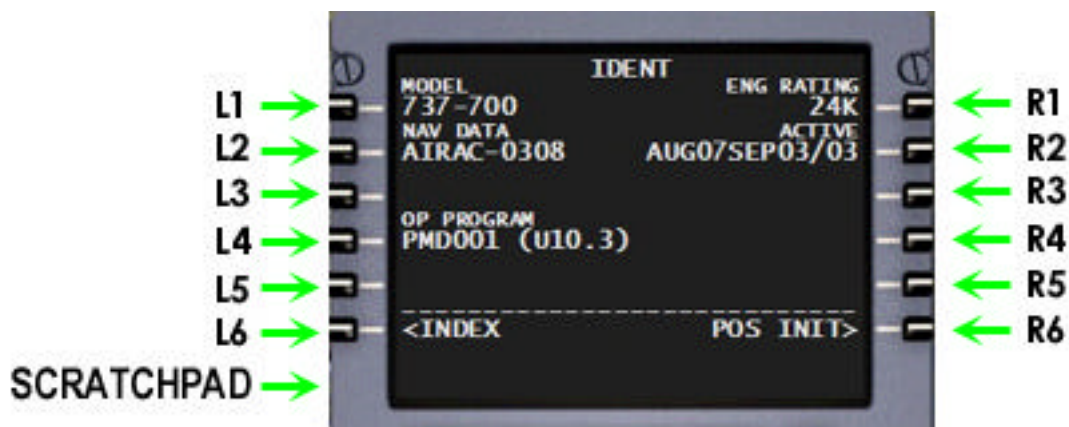 IDENT
MODEL ENG RATING
L1 737-700 24K R1
NAV DATA ACTIVE
L2 AIRAC-0308 AUG07SEP03/03 R2
L3 R3
OP PROGRAM
L4 PMD001 (U10.3) R4
L5 R5
L6 <INDEX POS INIT> R6
SCRATCHPAD